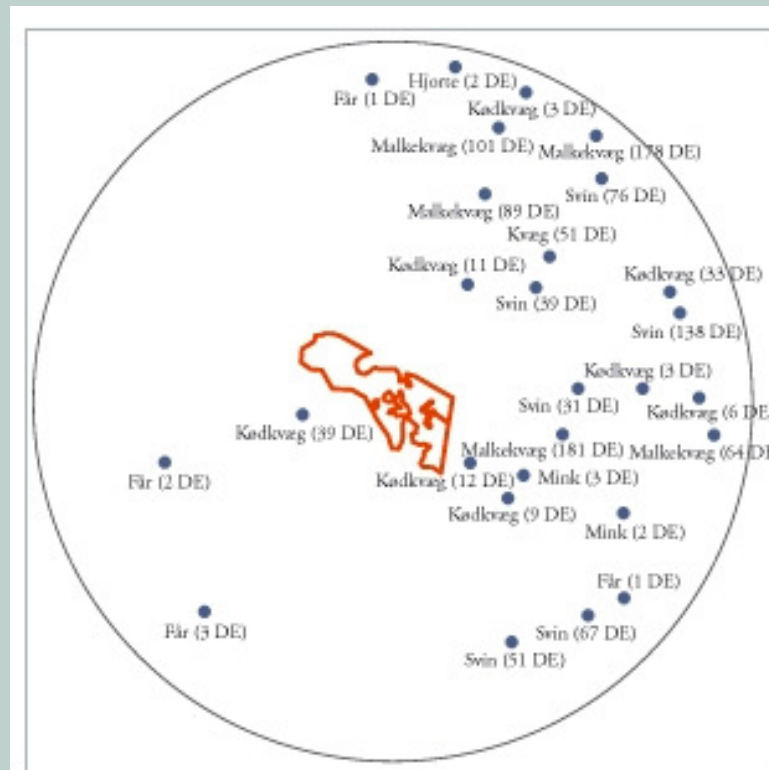 Hjorte (2 DE)
Får (1 DE)
Kødkvæg (3 DE)
Malkekvæg (101 DE)
Malkekvæg (178 DE)
Svin (76 DE)
Malkekvæg (89 DE)
Kvæg (51 DE)
Kødkvæg (11 DE)
Kødkvæg (33 DE)
Svin (39 DE)
Svin (138 DE)
Kødkvæg (3 DE)
Svin (31 DE)
Kødkvæg (6 DE
Kødkvæg (39 DE)
Malkekvæg (181 DE)
Malkekvæg (64 DE
Får (2 DE)
Kødkvæg (12 DE)
Mink (3 DE)
Kødkvæg (9 DE)
Mink (2 DE)
Får (1 DE)
Får (3 DE)
Svin (67 DE)
Svin (51 DE)